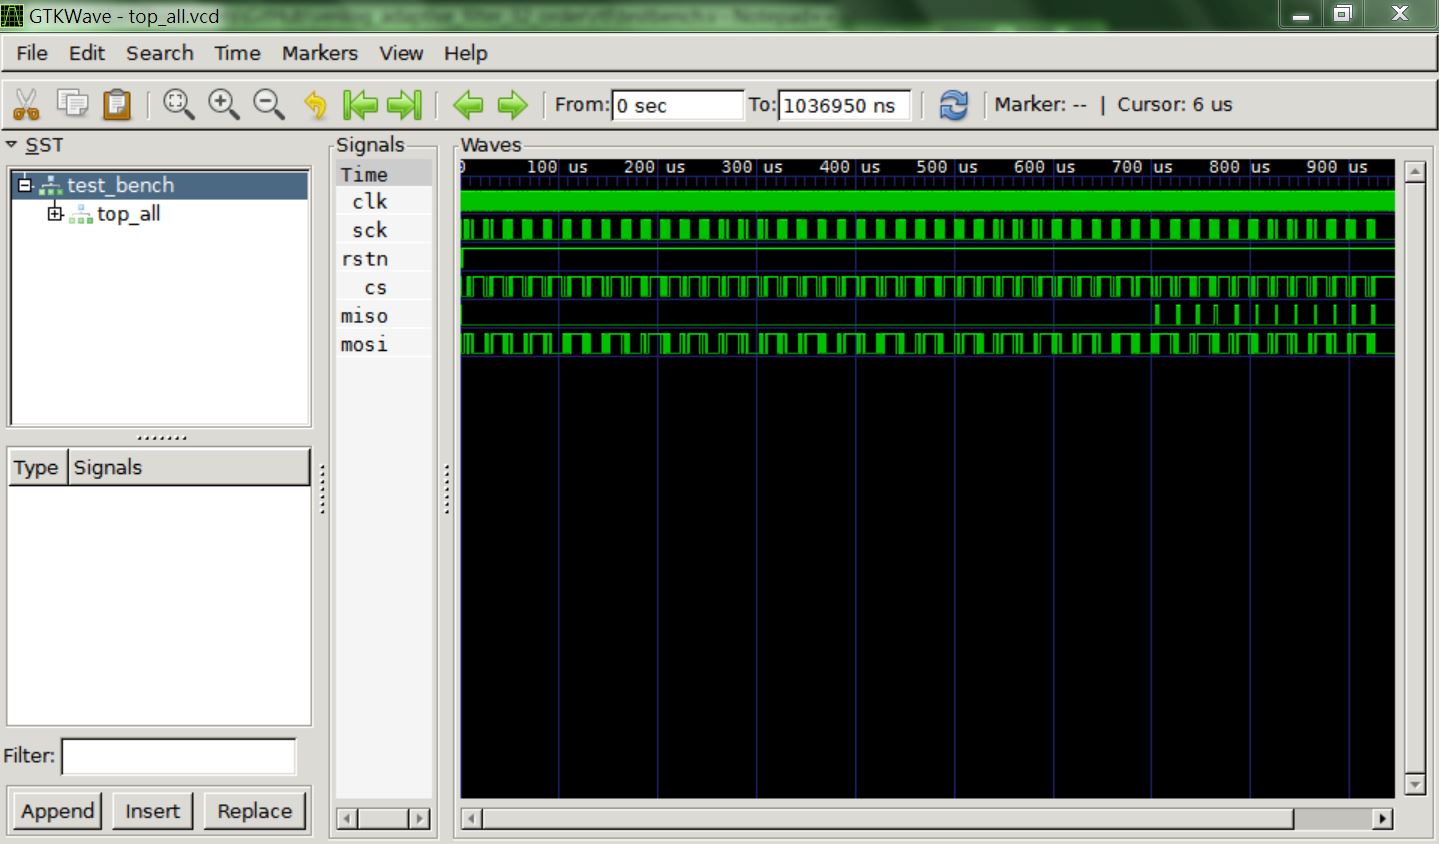 GTKWave - top_all.vcd
File Edit Search Time Markers View Help
From: 0 sec To: 1036950 ns Marker: -- | Cursor: 6 us
SST
test_bench
top_all
Type Signals
Filter:
Append Insert Replace
Signals
Time
clk
sck
rstn
cs
miso
mosi
Waves
100 us 200 us 300 us 400 us 500 us 600 us 700 us 800 us 900 us